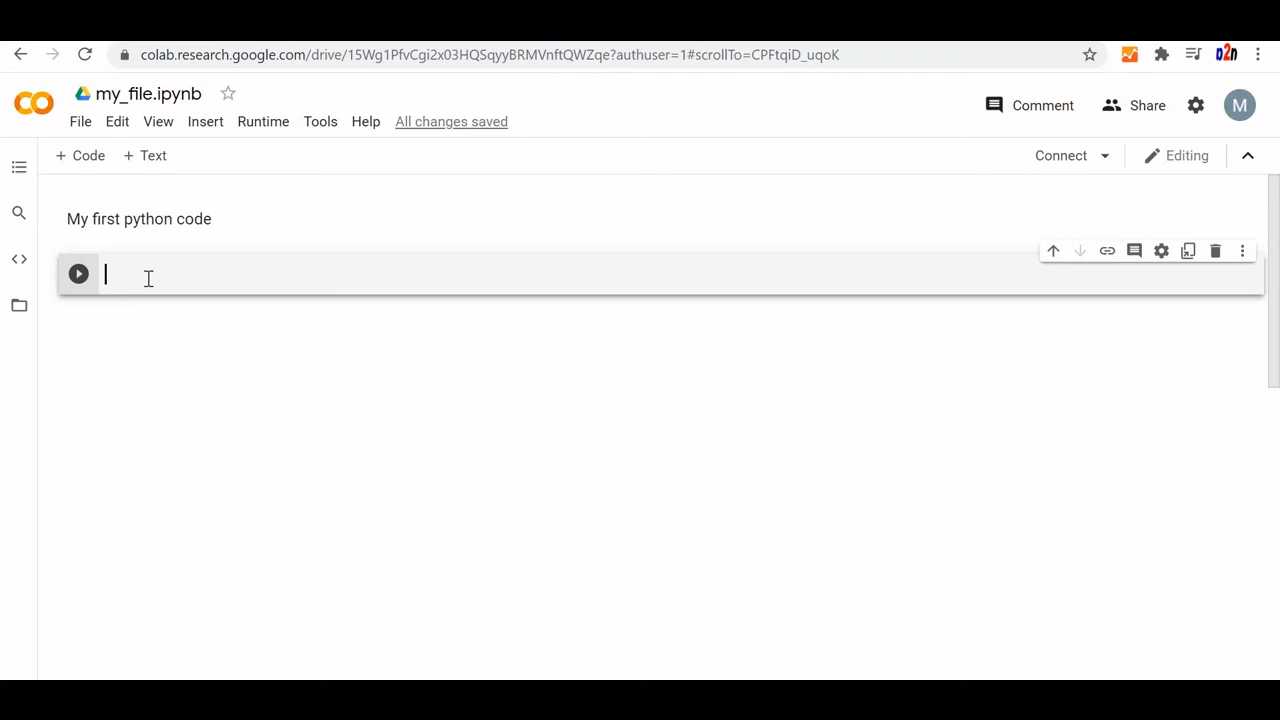 colab.research.google.com/drive/15Wg1PfvCgi2x03HQSqyyBRMVnftQWZqe?authuser=1#scrollTo=CPFtqiD_uqoK
my_file.ipynb
Comment Share M
File Edit View Insert Runtime Tools Help All changes saved
+ Code + Text Connect Editing
My first python code